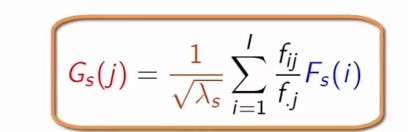 G_s(j) = \frac{1}{\sqrt{\lambda_s}} \sum_{i=1}^{I} \frac{f_{ij}}{f_{.j}} F_s(i)